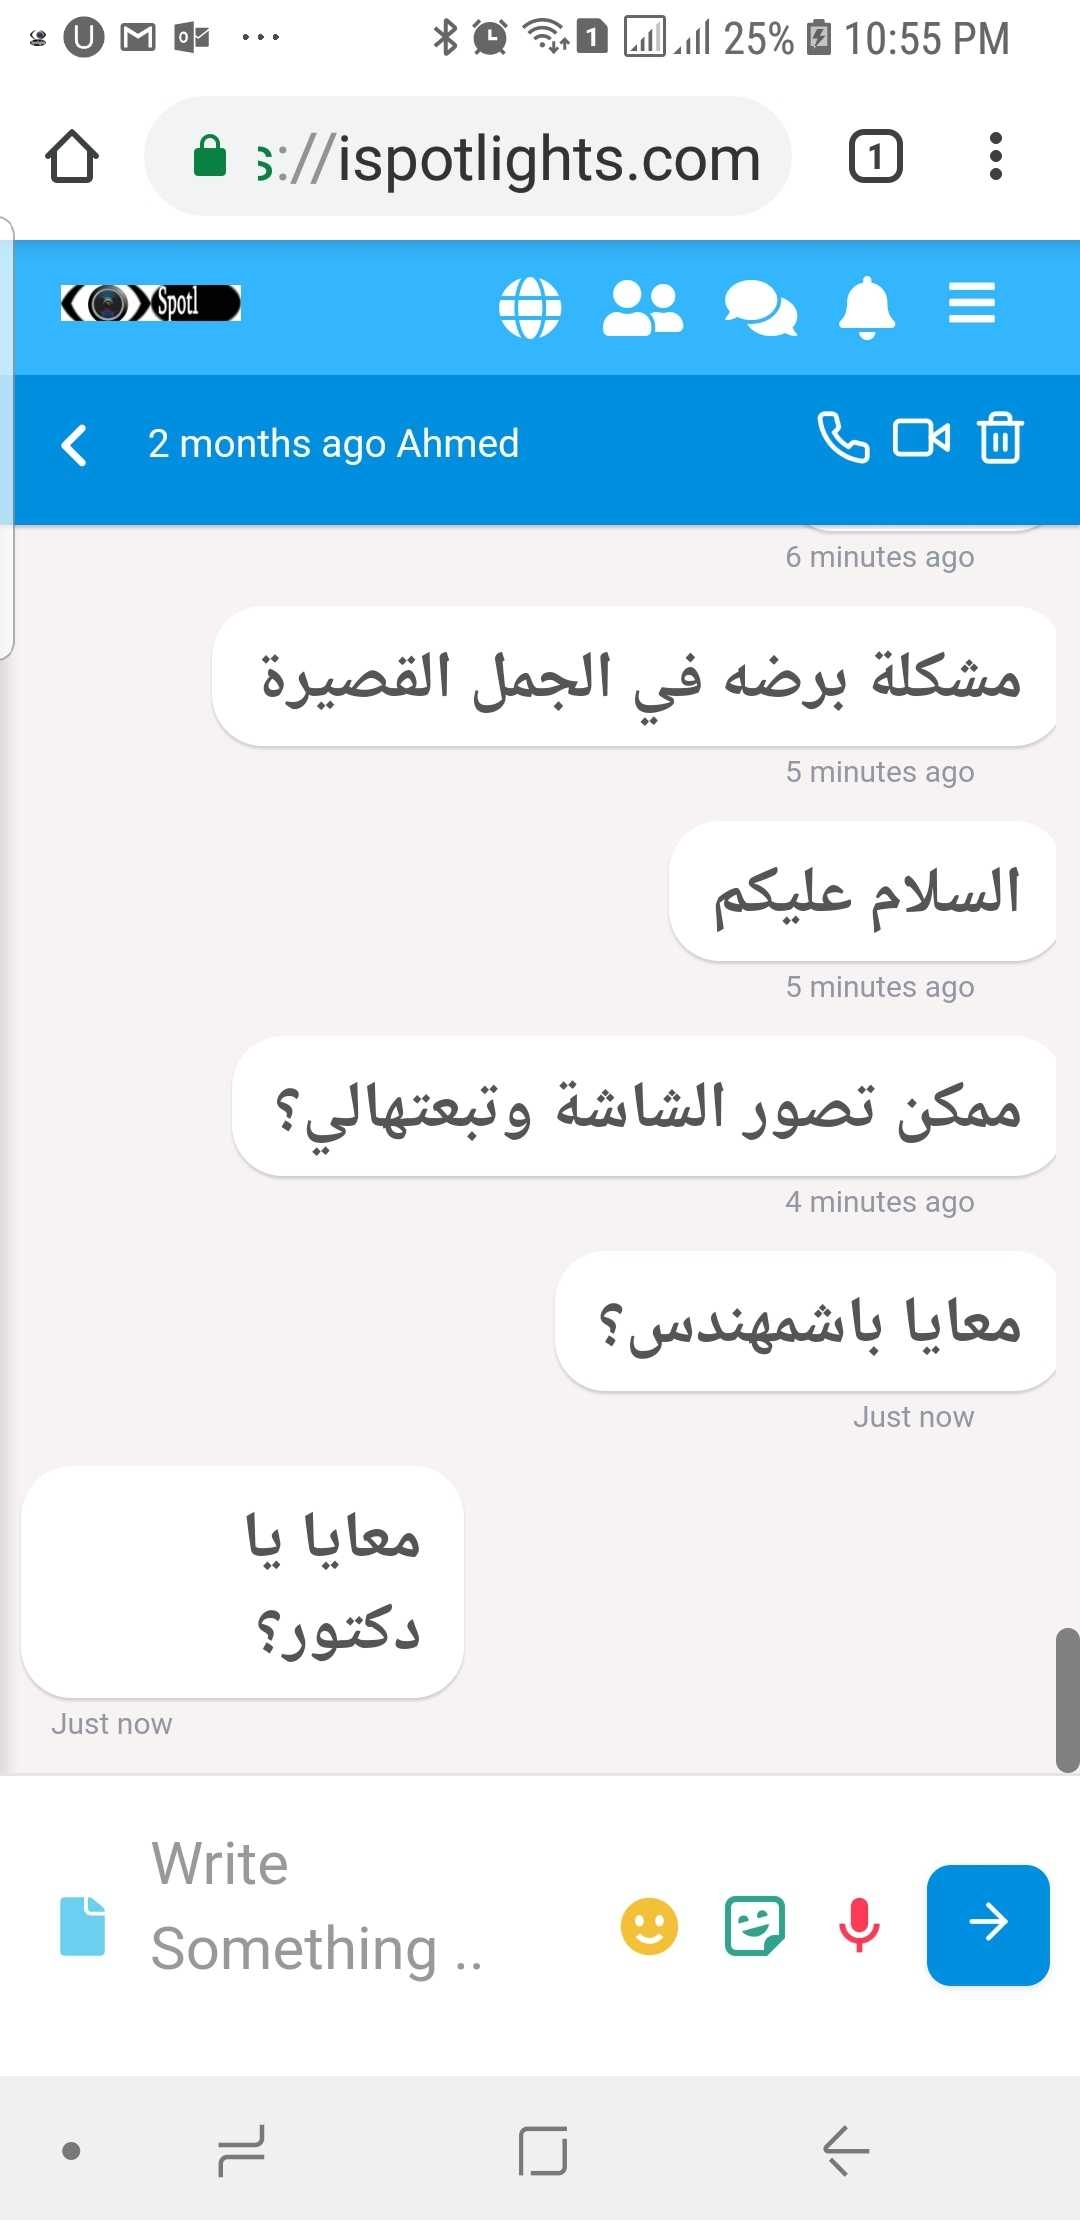 25% 10:55 PM
s://ispotlights.com
1
Spotl
2 months ago Ahmed
6 minutes ago
مشكلة برضه في الجمل القصيرة
5 minutes ago
السلام عليكم
5 minutes ago
ممكن تصور الشاشة وتبعتهالي؟
4 minutes ago
معايا باشمهندس؟
Just now
معايا يا
دكتور؟
Just now
Write
Something ..